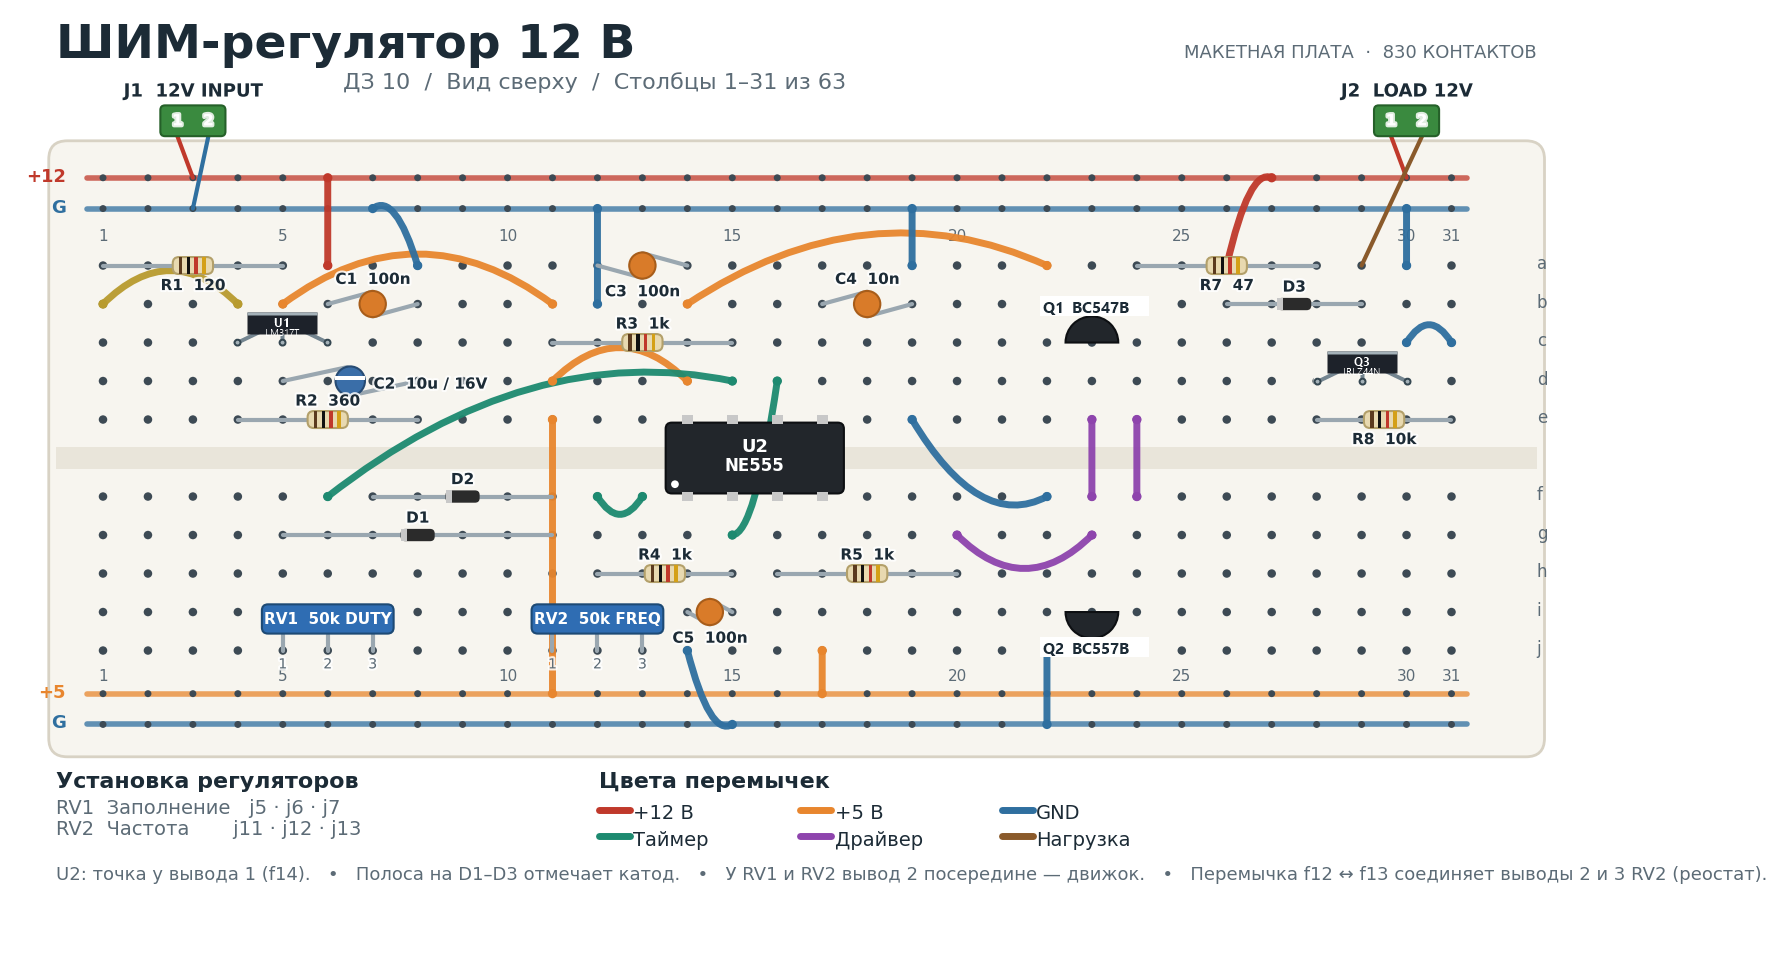 ШИМ-регулятор 12 В
МАКЕТНАЯ ПЛАТА · 830 КОНТАКТОВ
ДЗ 10 / Вид сверху / Столбцы 1–31 из 63
J1 12V INPUT
J2 LOAD 12V
1 2
1 2
+12
G
1 5 10 15 20 25 30 31
a
R1 120
C1 100n
C3 100n
C4 10n
R7 47
D3
b
Q1 BC547B
U1
LM317T
R3 1k
c
Q3
IRLZ44N
C2 10u / 16V
d
R2 360
e
R8 10k
U2
NE555
D2
f
D1
g
R4 1k
R5 1k
h
RV1 50k DUTY
RV2 50k FREQ
i
C5 100n
Q2 BC557B
j
1 2 3
1 2 3
1 5 10 15 20 25 30 31
+5
G
Установка регуляторов
RV1 Заполнение j5 · j6 · j7
RV2 Частота j11 · j12 · j13
Цвета перемычек
+12 В
+5 В
GND
Таймер
Драйвер
Нагрузка
U2: точка у вывода 1 (f14). • Полоса на D1–D3 отмечает катод. • У RV1 и RV2 вывод 2 посередине — движок. • Перемычка f12 ↔ f13 соединяет выводы 2 и 3 RV2 (реостат).